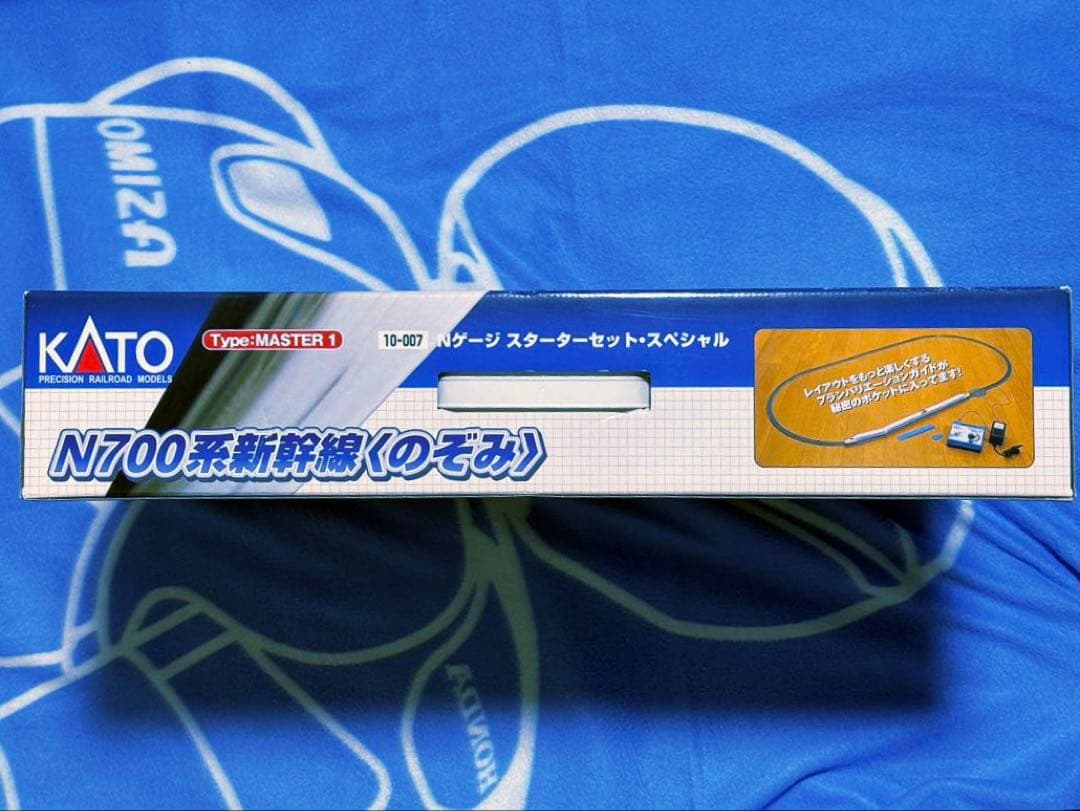 OMIZA
KATO
PRECISION RAILROAD MODELS
Type:MASTER 1
10-007
Nゲージ スターターセット・スペシャル
N700系新幹線〈のぞみ〉
レイアウトをもっと楽しくする
プランバリエーションガイドが
秘密のポケットに入ってます!
HONDA